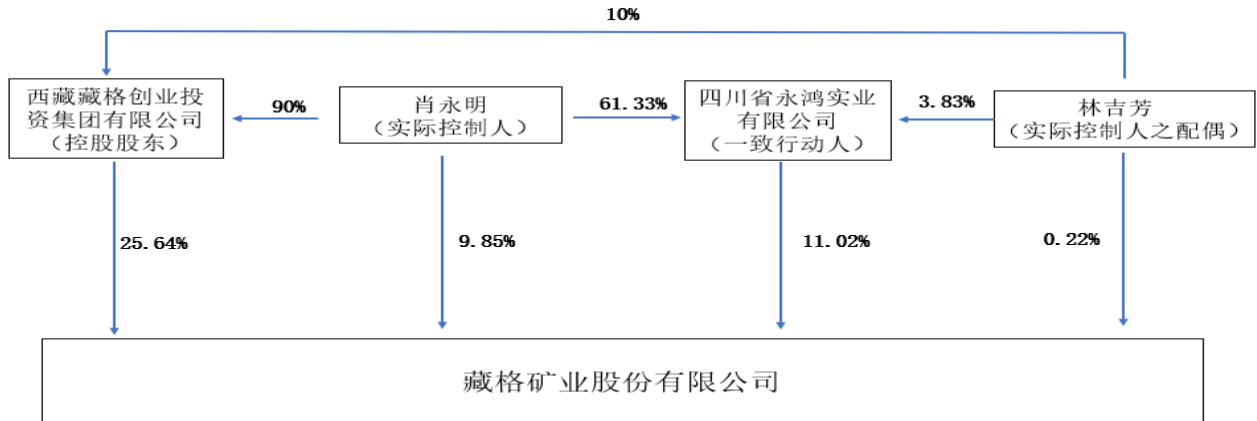 10%
西藏藏格创业投
资集团有限公司
（控股股东）
90%
肖永明
（实际控制人）
61.33%
四川省永鸿实业
有限公司
（一致行动人）
3.83%
林吉芳
（实际控制人之配偶）
25.64%
9.85%
11.02%
0.22%
藏格矿业股份有限公司